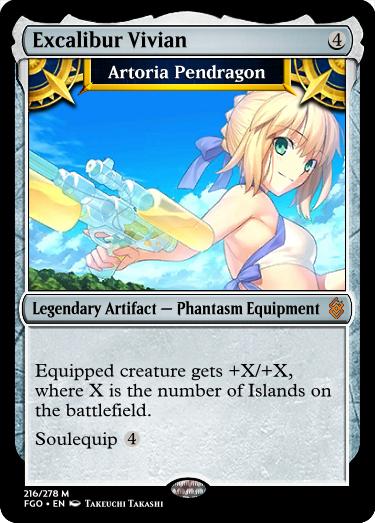 Excalibur Vivian 4
Artoria Pendragon
Legendary Artifact — Phantasm Equipment
Equipped creature gets +X/+X,
where X is the number of Islands on
the battlefield.
Soulequip 4
216/278 M
FGO • EN Takeuchi Takashi